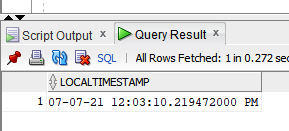 Script Output × Query Result ×
SQL | All Rows Fetched: 1 in 0.272 sec
LOCALTIMESTAMP
1 07-07-21 12:03:10.219472000 PM